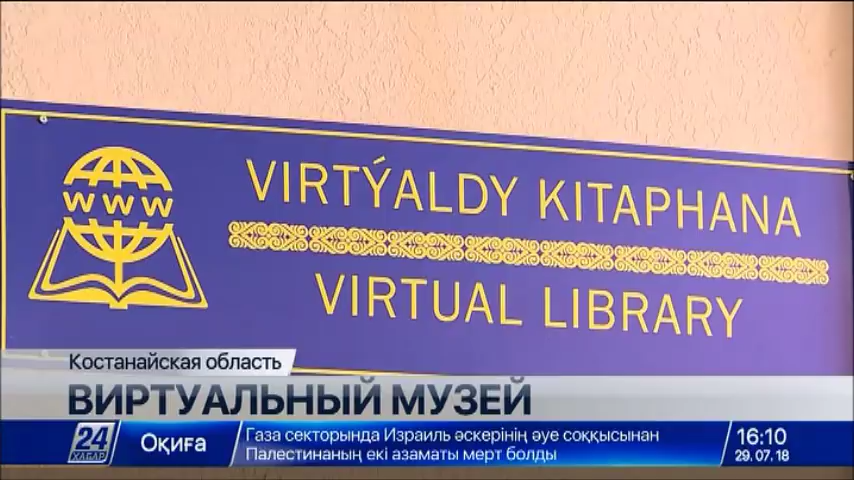 WWW
VIRTÝALDY KITAPHANA
VIRTUAL LIBRARY
Костанайская область
ВИРТУАЛЬНЫЙ МУЗЕЙ
24
ХАБАР
Оқиға
Газа секторында Израиль әскерінің әуе соққысынан
Палестинаның екі азаматы мерт болды
16:10
29.07.18